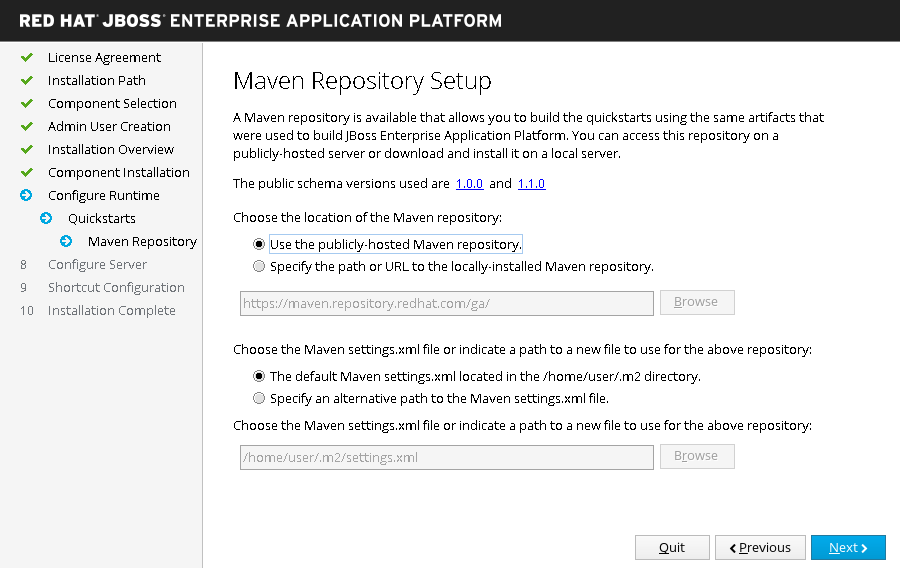 RED HAT® JBOSS® ENTERPRISE APPLICATION PLATFORM
License Agreement
Installation Path
Component Selection
Admin User Creation
Installation Overview
Component Installation
Configure Runtime
Quickstarts
Maven Repository
8 Configure Server
9 Shortcut Configuration
10 Installation Complete
Maven Repository Setup
A Maven repository is available that allows you to build the quickstarts using the same artifacts that
were used to build JBoss Enterprise Application Platform. You can access this repository on a
publicly-hosted server or download and install it on a local server.
The public schema versions used are 1.0.0 and 1.1.0
Choose the location of the Maven repository:
Use the publicly-hosted Maven repository.
Specify the path or URL to the locally-installed Maven repository.
https://maven.repository.redhat.com/ga/ Browse
Choose the Maven settings.xml file or indicate a path to a new file to use for the above repository:
The default Maven settings.xml located in the /home/user/.m2 directory.
Specify an alternative path to the Maven settings.xml file.
Choose the Maven settings.xml file or indicate a path to a new file to use for the above repository:
/home/user/.m2/settings.xml Browse
Quit Previous Next